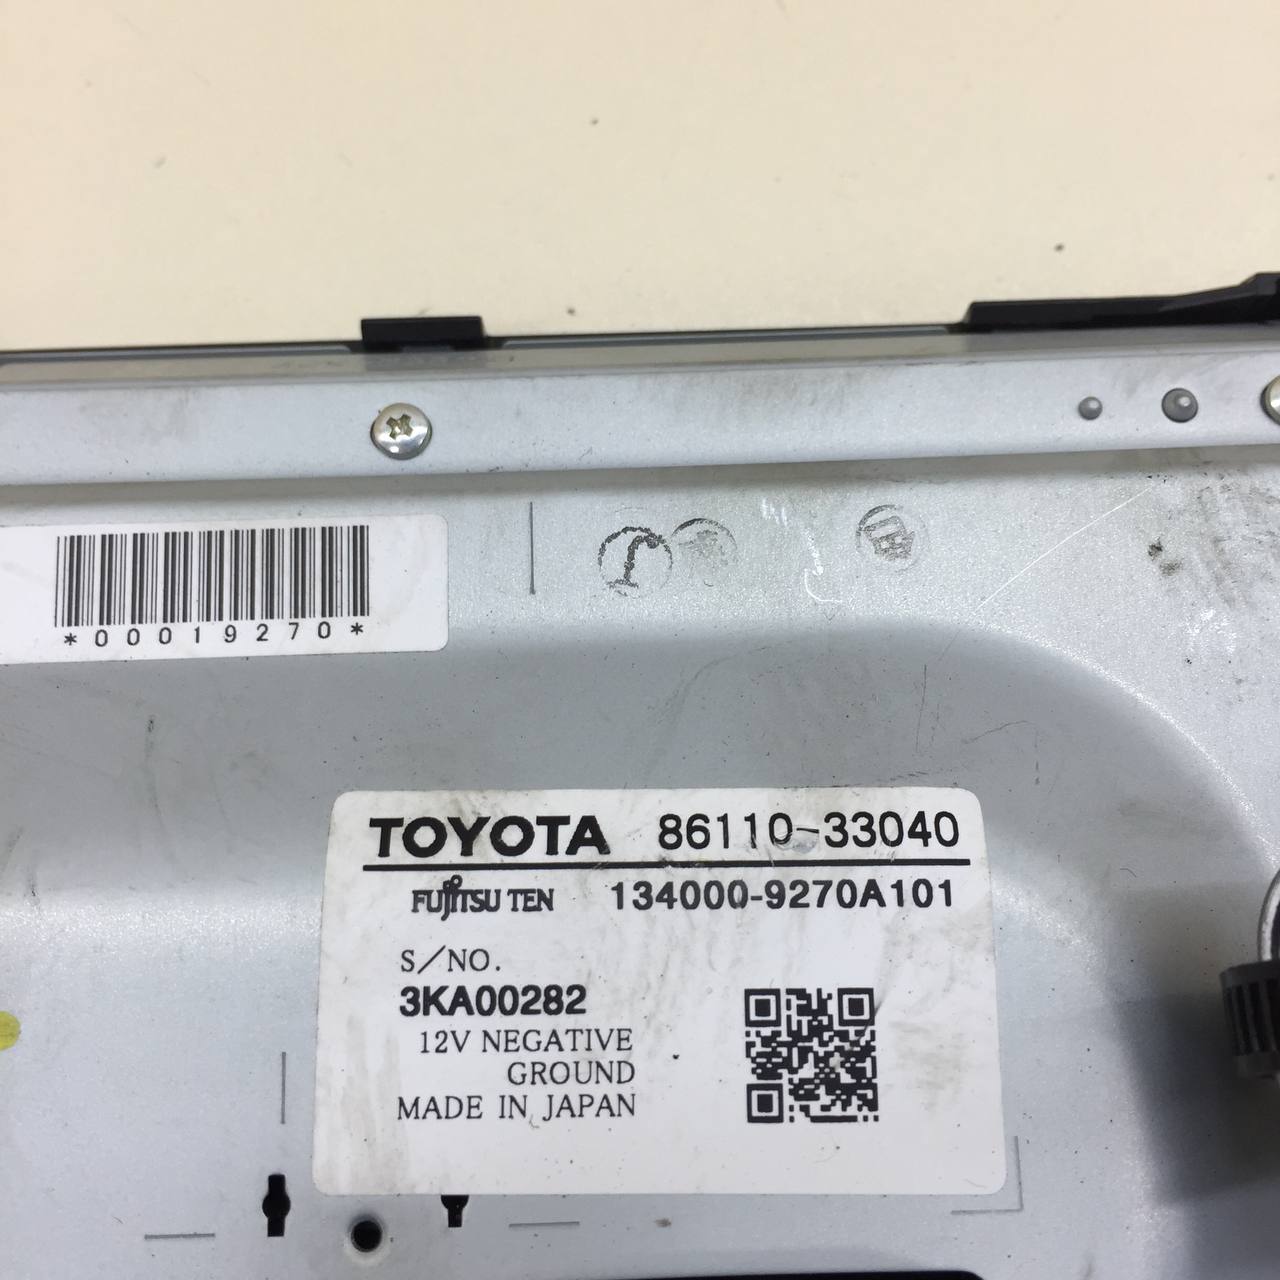 *00019270*
J
TOYOTA 86110-33040
FUJITSU TEN 134000-9270A101
S/NO.
3KA00282
12V NEGATIVE
GROUND
MADE IN JAPAN